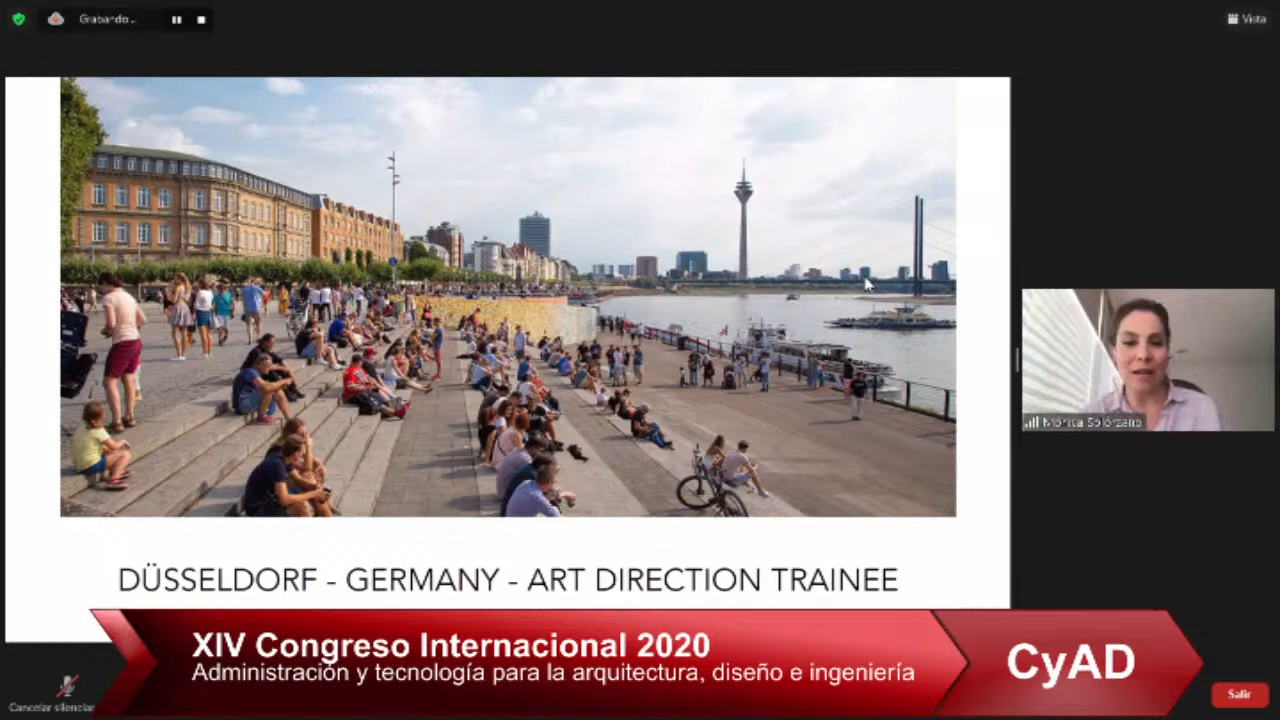 Grabando...
Vista
Mónica Solórzano
DÜSSELDORF - GERMANY - ART DIRECTION TRAINEE
XIV Congreso Internacional 2020
Administración y tecnología para la arquitectura, diseño e ingeniería
CyAD
Cancelar silenciar
Salir